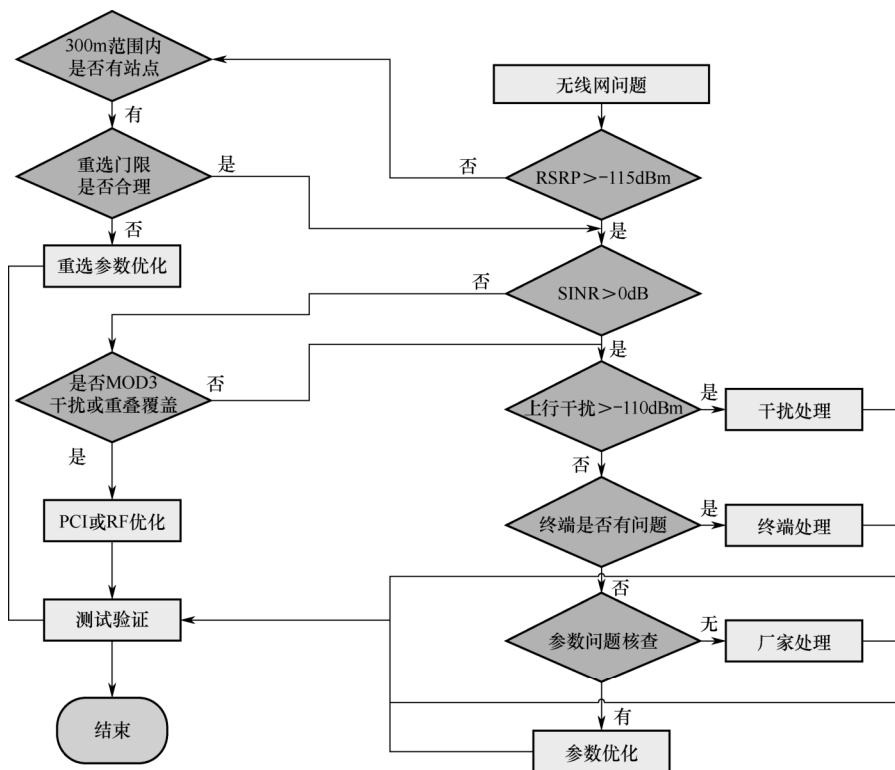 300m范围内
是否有站点
无线网问题
有
否
重选门限
是否合理
是
RSRP>-115dBm
否
是
重选参数优化
否
SINR>0dB
是
是否MOD3
干扰或重叠覆盖
否
上行干扰>-110dBm
是
干扰处理
是
否
PCI或RF优化
终端是否有问题
是
终端处理
否
测试验证
参数问题核查
无
厂家处理
有
结束
参数优化